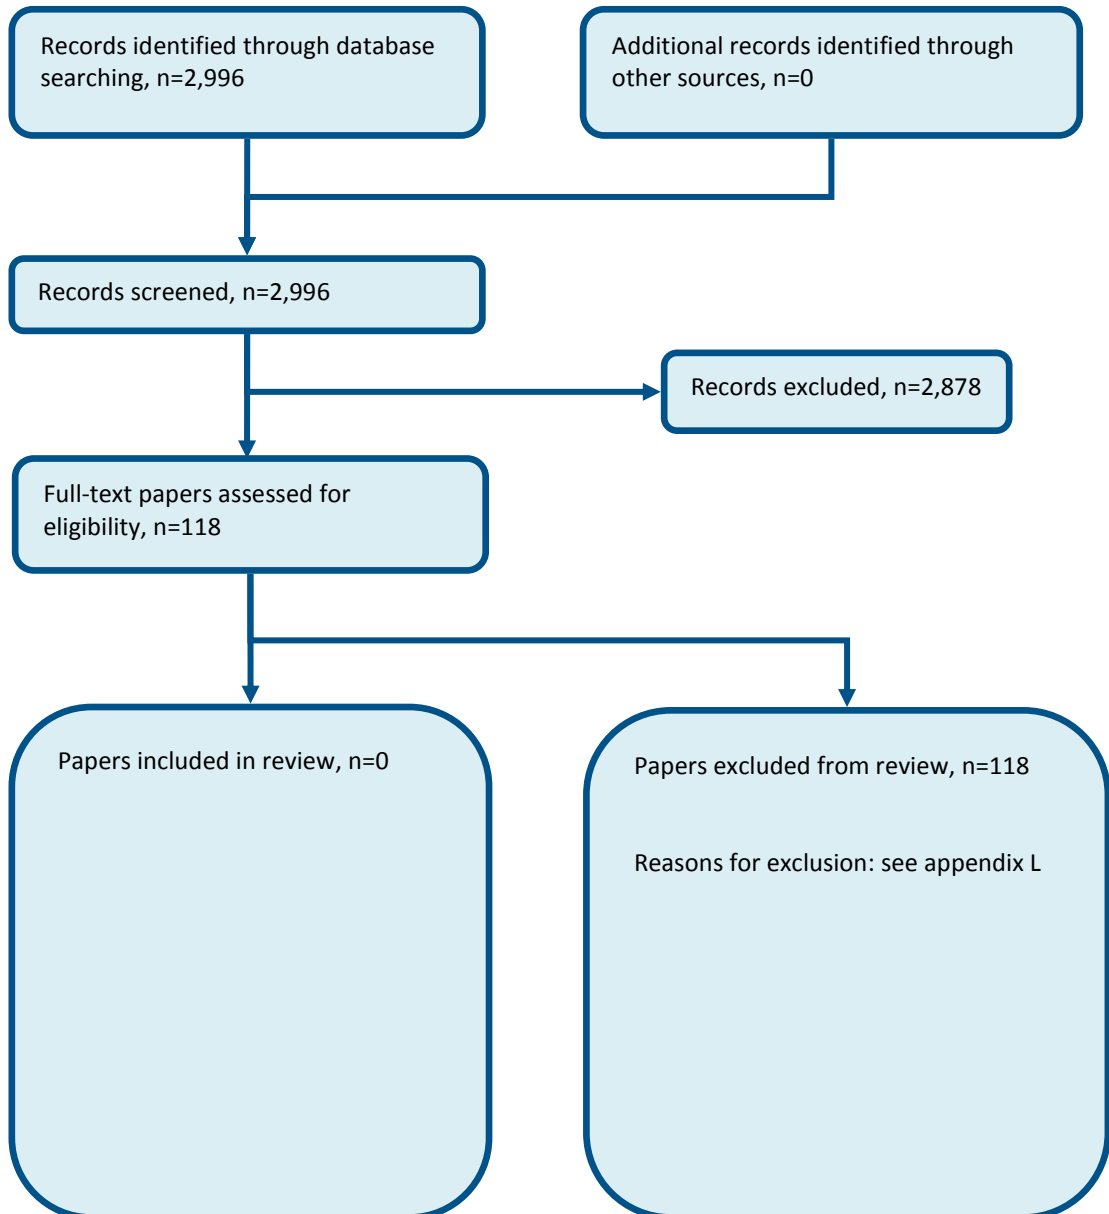 Records identified through database
searching, n=2,996
Additional records identified through
other sources, n=0
Records screened, n=2,996
Records excluded, n=2,878
Full-text papers assessed for
eligibility, n=118
Papers included in review, n=0
Papers excluded from review, n=118
Reasons for exclusion: see appendix L